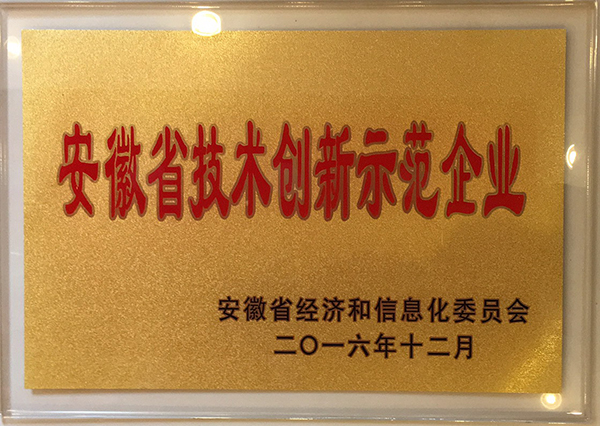 安徽省技术创新示范企业
安徽省经济和信息化委员会
二〇一六年十二月